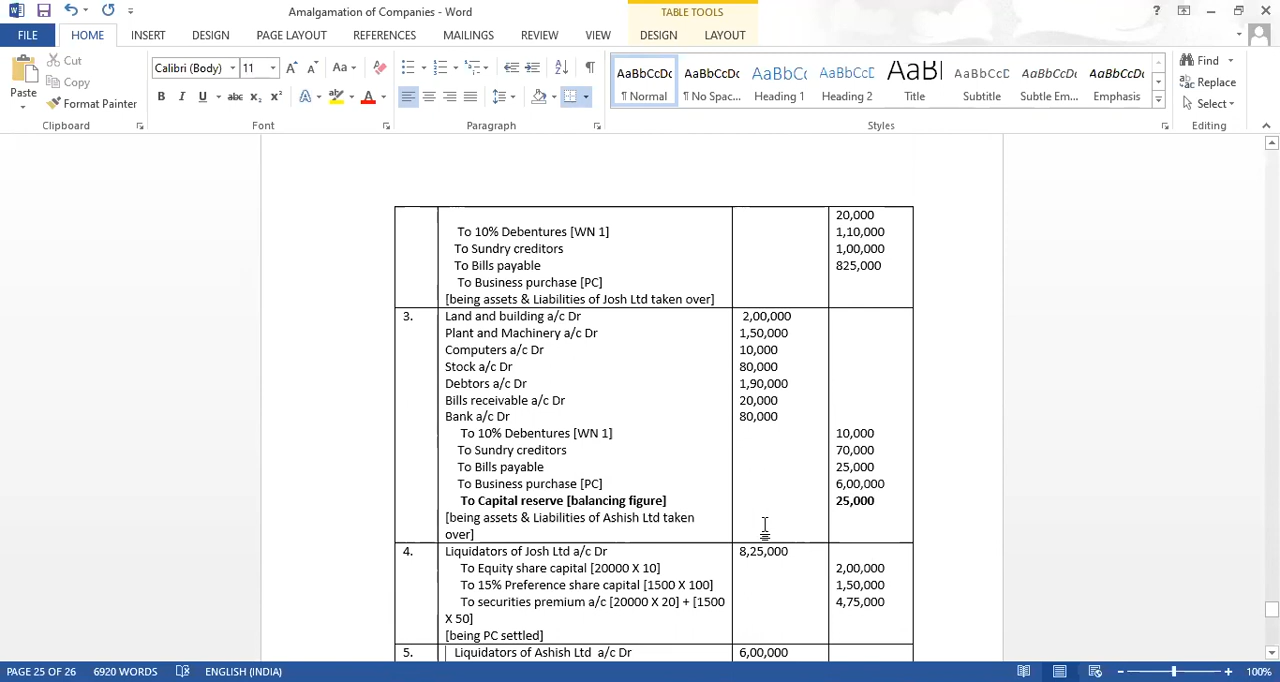 Amalgamation of Companies - Word
TABLE TOOLS
FILE HOME INSERT DESIGN PAGE LAYOUT REFERENCES MAILINGS REVIEW VIEW DESIGN LAYOUT
Paste
Cut
Copy
Format Painter
Clipboard
Calibri (Body) 11
Font
Paragraph
AaBbCcDc AaBbCcDc AaBbCc AaBbCcD AaBl AaBbCcD AaBbCcDc AaBbCcDc
¶ Normal ¶ No Spac... Heading 1 Heading 2 Title Subtitle Subtle Em... Emphasis
Styles
Find
Replace
Select
Editing
20,000
To 10% Debentures [WN 1] 1,10,000
To Sundry creditors 1,00,000
To Bills payable 825,000
To Business purchase [PC]
[being assets & Liabilities of Josh Ltd taken over]
3. Land and building a/c Dr 2,00,000
Plant and Machinery a/c Dr 1,50,000
Computers a/c Dr 10,000
Stock a/c Dr 80,000
Debtors a/c Dr 1,90,000
Bills receivable a/c Dr 20,000
Bank a/c Dr 80,000
To 10% Debentures [WN 1] 10,000
To Sundry creditors 70,000
To Bills payable 25,000
To Business purchase [PC] 6,00,000
To Capital reserve [balancing figure] 25,000
[being assets & Liabilities of Ashish Ltd taken
over]
4. Liquidators of Josh Ltd a/c Dr 8,25,000
To Equity share capital [20000 X 10] 2,00,000
To 15% Preference share capital [1500 X 100] 1,50,000
To securities premium a/c [20000 X 20] + [1500 4,75,000
X 50]
[being PC settled]
5. Liquidators of Ashish Ltd a/c Dr 6,00,000
PAGE 25 OF 26 6920 WORDS ENGLISH (INDIA) 100%